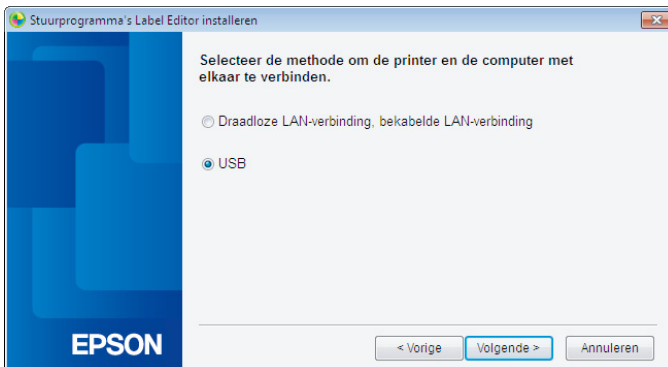 Stuurprogramma's Label Editor installeren
Selecteer de methode om de printer en de computer met
elkaar te verbinden.
Draadloze LAN-verbinding, bekabelde LAN-verbinding
USB
EPSON
< Vorige
Volgende >
Annuleren